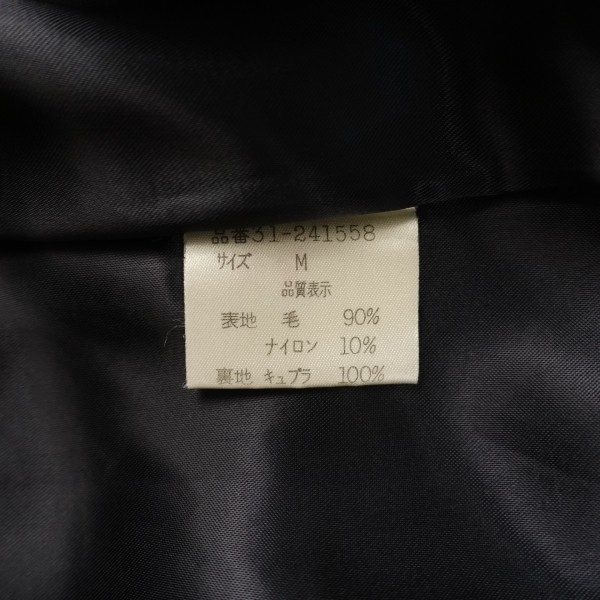 品番31-241558
サイズ M
品質表示
表地 毛 90%
ナイロン 10%
裏地 キュプラ 100%